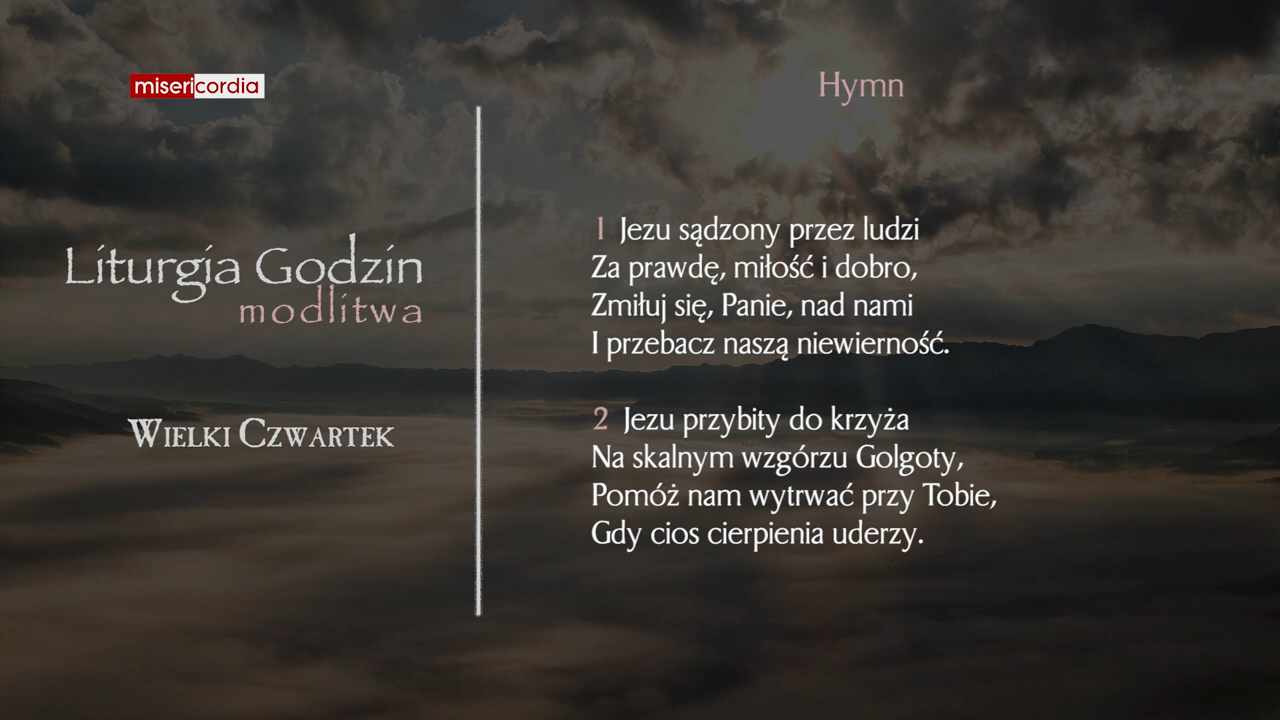 misericordia
Liturgia Godzin
modlitwa
Wielki Czwartek
Hymn
1 Jezu sądzony przez ludzi
Za prawdę, miłość i dobro,
Zmiłuj się, Panie, nad nami
I przebacz naszą niewierność.
2 Jezu przybity do krzyża
Na skalnym wzgórzu Golgoty,
Pomóż nam wytrwać przy Tobie,
Gdy cios cierpienia uderzy.